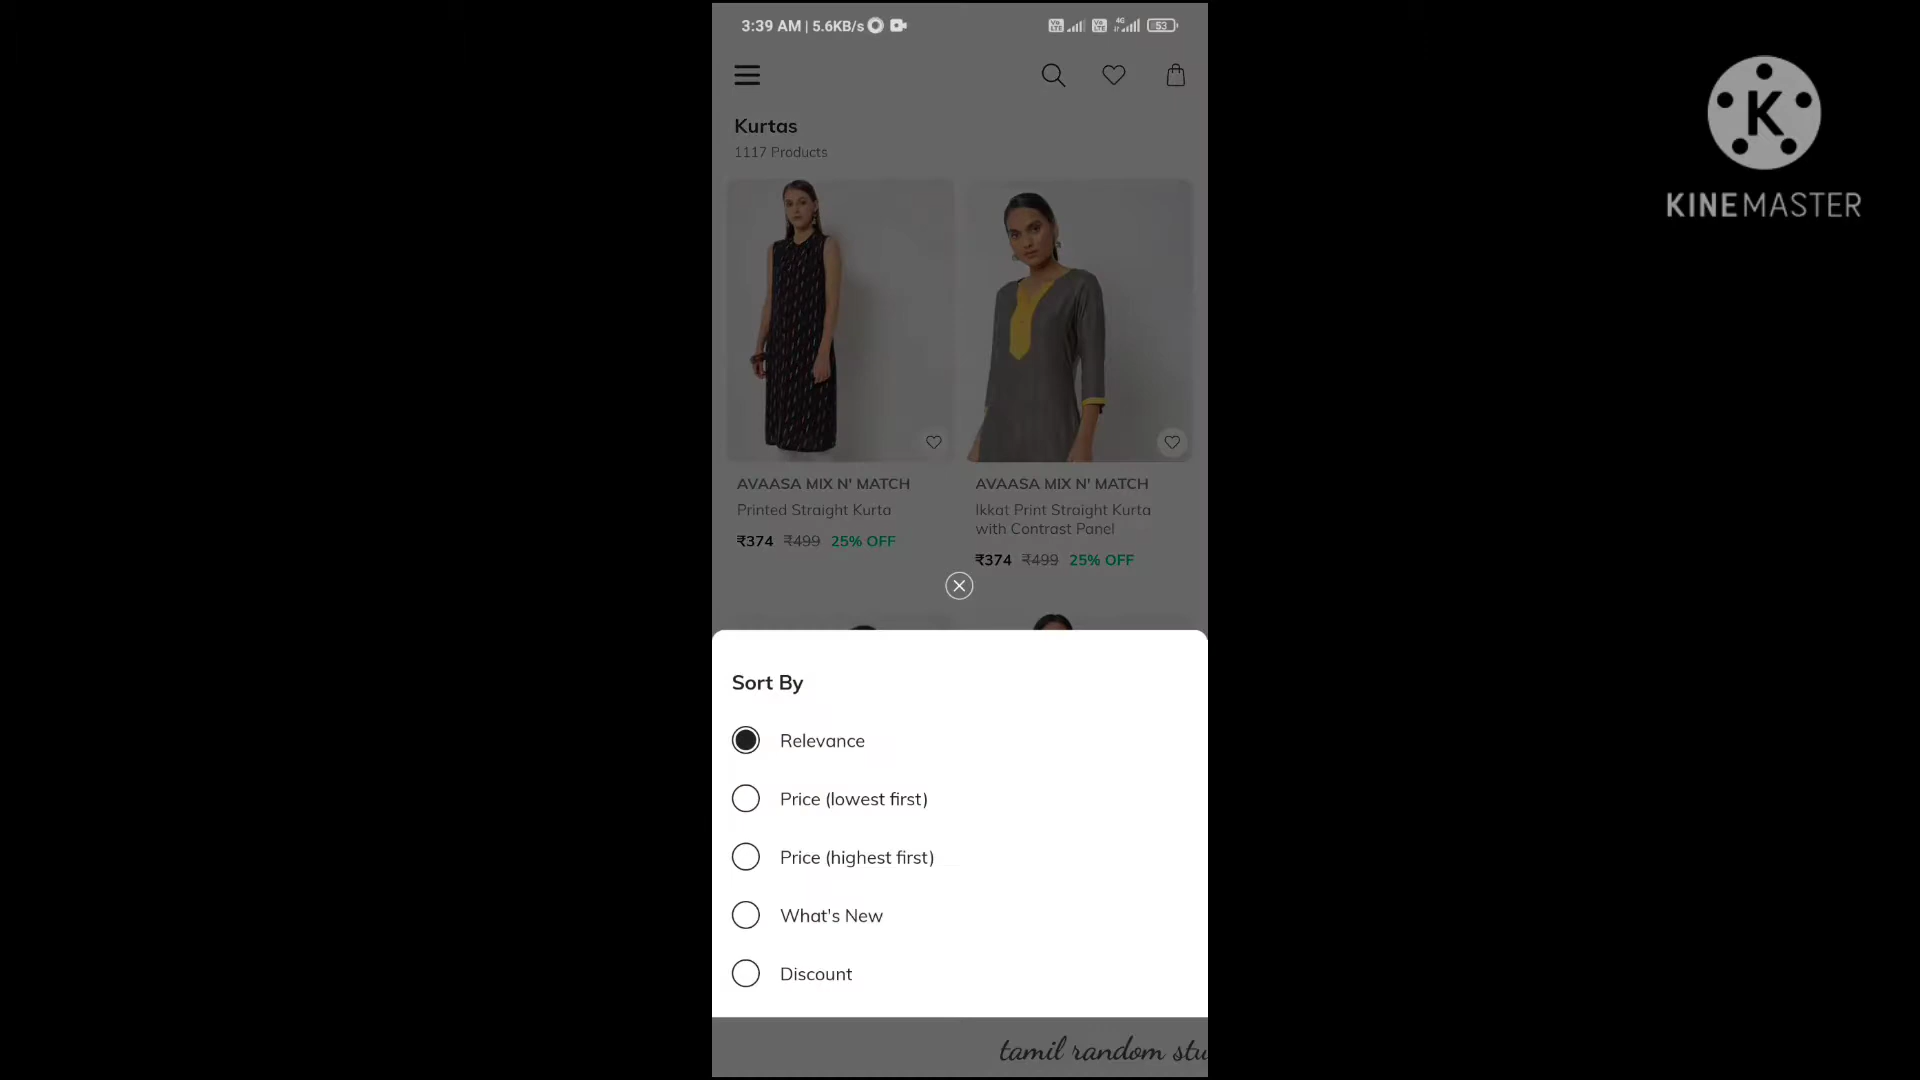 3:39 AM | 5.6KB/s
4G
53
Kurtas
1117 Products
AVAASA MIX N' MATCH
Printed Straight Kurta
₹374 ₹499 25% OFF
AVAASA MIX N' MATCH
Ikkat Print Straight Kurta
with Contrast Panel
₹374 ₹499 25% OFF
Sort By
Relevance
Price (lowest first)
Price (highest first)
What's New
Discount
tamil random stu
K
KINEMASTER